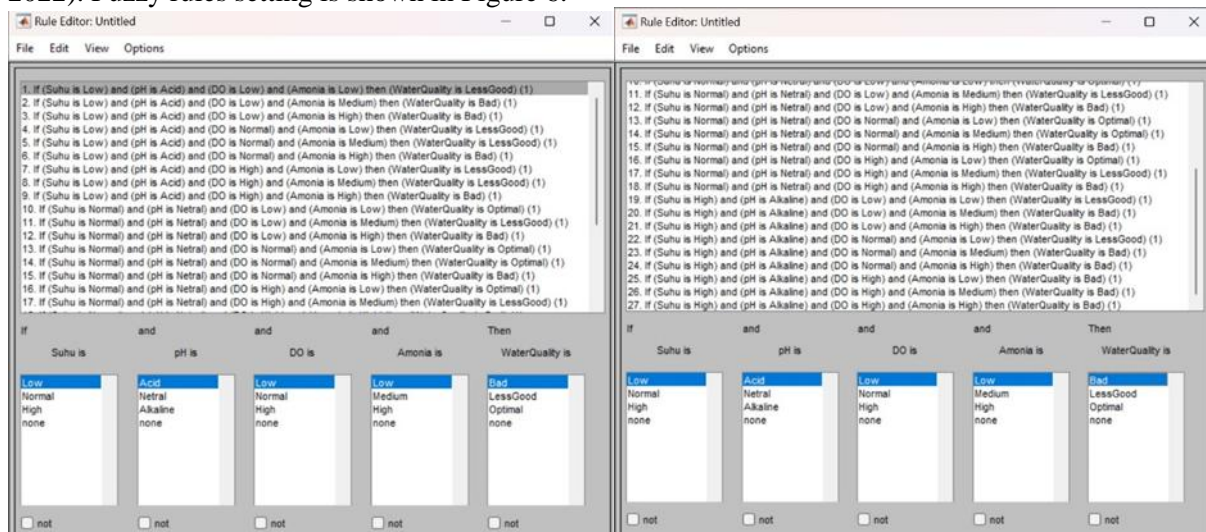 2022). Fuzzy rules setting is shown in Figure
Rule Editor: Untitled
File Edit View Options
1. If (Suhu is Low) and (pH is Acid) and (DO is Low) and (Amonia is Low) then (WaterQuality is LessGood) (1)
2. If (Suhu is Low) and (pH is Acid) and (DO is Low) and (Amonia is Medium) then (WaterQuality is Bad) (1)
3. If (Suhu is Low) and (pH is Acid) and (DO is Low) and (Amonia is High) then (WaterQuality is Bad) (1)
4. If (Suhu is Low) and (pH is Acid) and (DO is Normal) and (Amonia is Low) then (WaterQuality is LessGood) (1)
5. If (Suhu is Low) and (pH is Acid) and (DO is Normal) and (Amonia is Medium) then (WaterQuality is LessGood) (1)
6. If (Suhu is Low) and (pH is Acid) and (DO is Normal) and (Amonia is High) then (WaterQuality is Bad) (1)
7. If (Suhu is Low) and (pH is Acid) and (DO is High) and (Amonia is Low) then (WaterQuality is LessGood) (1)
8. If (Suhu is Low) and (pH is Acid) and (DO is High) and (Amonia is Medium) then (WaterQuality is LessGood) (1)
9. If (Suhu is Low) and (pH is Acid) and (DO is High) and (Amonia is High) then (WaterQuality is Bad) (1)
10. If (Suhu is Normal) and (pH is Netral) and (DO is Low) and (Amonia is Low) then (WaterQuality is Optimal) (1)
11. If (Suhu is Normal) and (pH is Netral) and (DO is Low) and (Amonia is Medium) then (WaterQuality is LessGood) (1)
12. If (Suhu is Normal) and (pH is Netral) and (DO is Low) and (Amonia is High) then (WaterQuality is Bad) (1)
13. If (Suhu is Normal) and (pH is Netral) and (DO is Normal) and (Amonia is Low) then (WaterQuality is Optimal) (1)
14. If (Suhu is Normal) and (pH is Netral) and (DO is Normal) and (Amonia is Medium) then (WaterQuality is Optimal) (1)
15. If (Suhu is Normal) and (pH is Netral) and (DO is Normal) and (Amonia is High) then (WaterQuality is Bad) (1)
16. If (Suhu is Normal) and (pH is Netral) and (DO is High) and (Amonia is Low) then (WaterQuality is Optimal) (1)
17. If (Suhu is Normal) and (pH is Netral) and (DO is High) and (Amonia is Medium) then (WaterQuality is LessGood) (1)
If and and and Then
Suhu is pH is DO is Amonia is WaterQuality is
Low Acid Low Low Bad
Normal Netral Normal Medium LessGood
High Alkaline High High Optimal
none none none none none
not not not not not
Rule Editor: Untitled
File Edit View Options
11. If (Suhu is Normal) and (pH is Netral) and (DO is Low) and (Amonia is Medium) then (WaterQuality is LessGood) (1)
12. If (Suhu is Normal) and (pH is Netral) and (DO is Low) and (Amonia is High) then (WaterQuality is Bad) (1)
13. If (Suhu is Normal) and (pH is Netral) and (DO is Normal) and (Amonia is Low) then (WaterQuality is Optimal) (1)
14. If (Suhu is Normal) and (pH is Netral) and (DO is Normal) and (Amonia is Medium) then (WaterQuality is Optimal) (1)
15. If (Suhu is Normal) and (pH is Netral) and (DO is Normal) and (Amonia is High) then (WaterQuality is Bad) (1)
16. If (Suhu is Normal) and (pH is Netral) and (DO is High) and (Amonia is Low) then (WaterQuality is Optimal) (1)
17. If (Suhu is Normal) and (pH is Netral) and (DO is High) and (Amonia is Medium) then (WaterQuality is LessGood) (1)
18. If (Suhu is Normal) and (pH is Netral) and (DO is High) and (Amonia is High) then (WaterQuality is Bad) (1)
19. If (Suhu is High) and (pH is Alkaline) and (DO is Low) and (Amonia is Low) then (WaterQuality is LessGood) (1)
20. If (Suhu is High) and (pH is Alkaline) and (DO is Low) and (Amonia is Medium) then (WaterQuality is Bad) (1)
21. If (Suhu is High) and (pH is Alkaline) and (DO is Low) and (Amonia is High) then (WaterQuality is Bad) (1)
22. If (Suhu is High) and (pH is Alkaline) and (DO is Normal) and (Amonia is Low) then (WaterQuality is LessGood) (1)
23. If (Suhu is High) and (pH is Alkaline) and (DO is Normal) and (Amonia is Medium) then (WaterQuality is Bad) (1)
24. If (Suhu is High) and (pH is Alkaline) and (DO is Normal) and (Amonia is High) then (WaterQuality is Bad) (1)
25. If (Suhu is High) and (pH is Alkaline) and (DO is High) and (Amonia is Low) then (WaterQuality is Bad) (1)
26. If (Suhu is High) and (pH is Alkaline) and (DO is High) and (Amonia is Medium) then (WaterQuality is Bad) (1)
27. If (Suhu is High) and (pH is Alkaline) and (DO is High) and (Amonia is High) then (WaterQuality is Bad) (1)
If and and and Then
Suhu is pH is DO is Amonia is WaterQuality is
Low Acid Low Low Bad
Normal Netral Normal Medium LessGood
High Alkaline High High Optimal
none none none none none
not not not not not